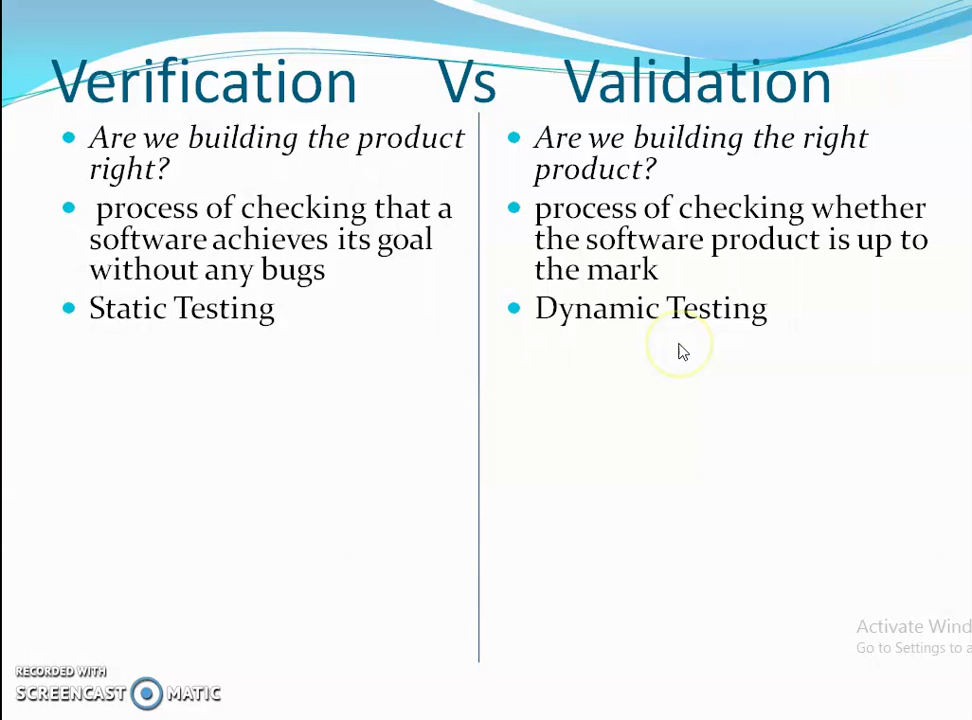 Verification Vs Validation
Are we building the product
right?
process of checking that a
software achieves its goal
without any bugs
Static Testing
Are we building the right
product?
process of checking whether
the software product is up to
the mark
Dynamic Testing
Activate Wind
Go to Settings to a
RECORDED WITH
SCREENCAST MATIC